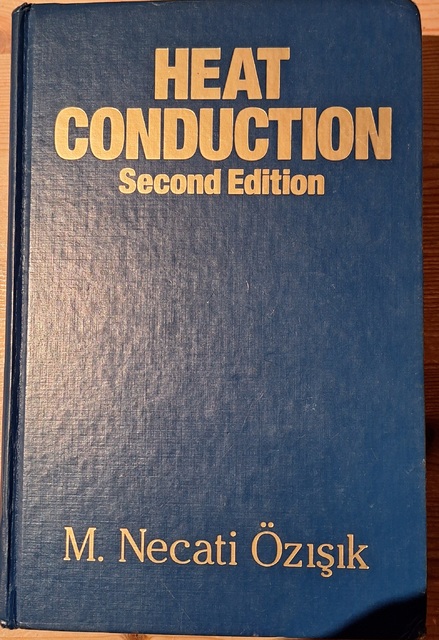 HEAT
CONDUCTION
Second Edition
M. Necati Özışık